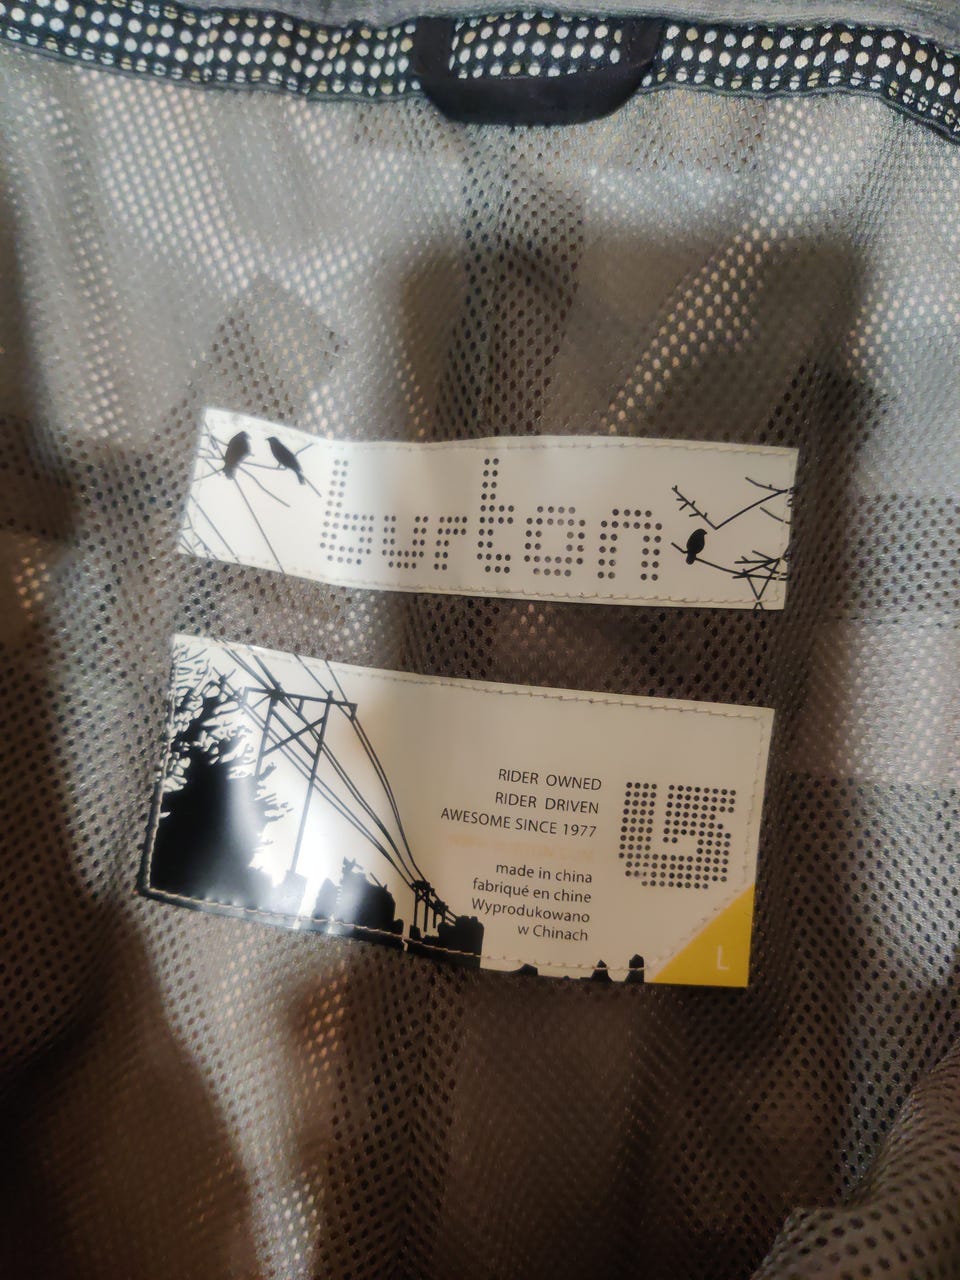 burton
RIDER OWNED
RIDER DRIVEN
AWESOME SINCE 1977
made in china
fabriqué en chine
Wyprodukowano
w Chinach
L